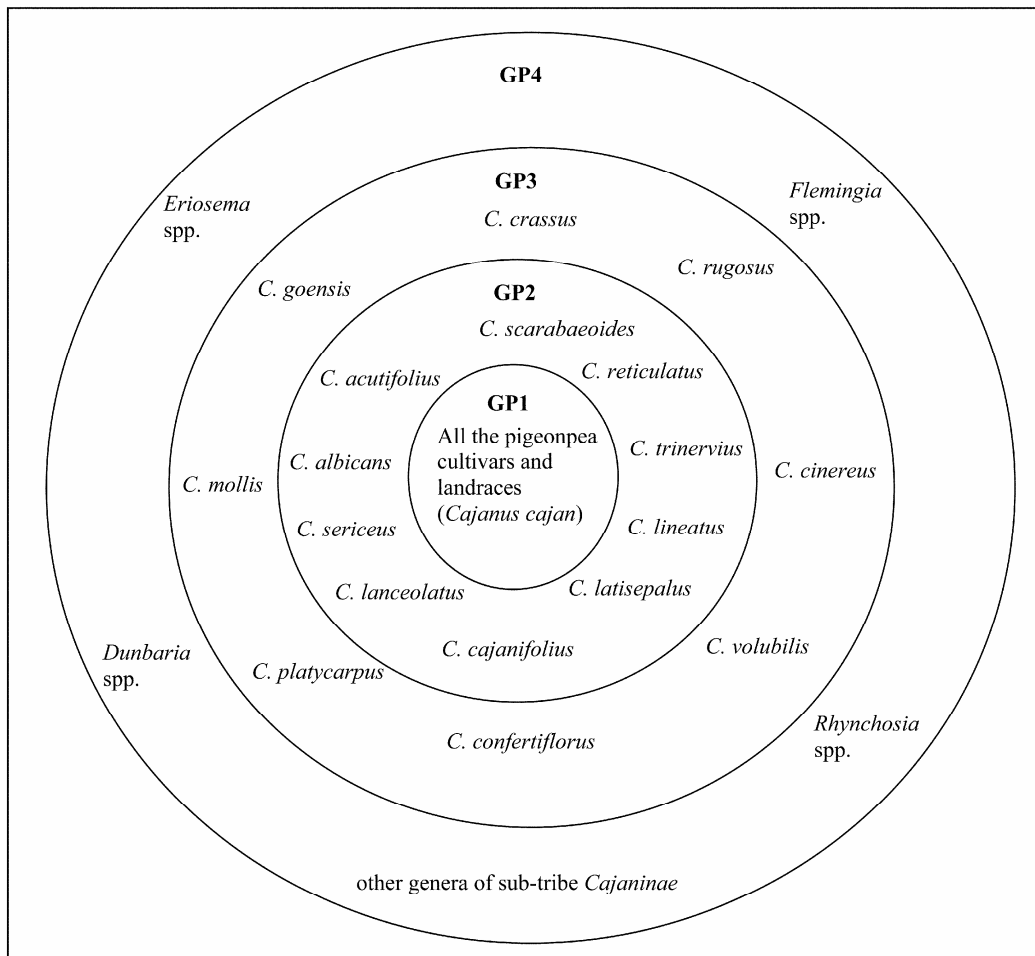 GP4
Eriosema
spp.
Flemingia
spp.
GP3
C. crassus
C. rugosus
C. goensis
GP2
C. scarabaeoides
C. reticulatus
C. acutifolius
GP1
All the pigeonpea
cultivars and
landraces
(Cajanus cajan)
C. trinervius
C. albicans
C. cinereus
C. mollis
C. sericeus
C. lineatus
C. lanceolatus
C. latisepalus
C. cajanifolius
C. volubilis
Dunbaria
spp.
C. platycarpus
Rhynchosia
spp.
C. confertiflorus
other genera of sub-tribe Cajaninae